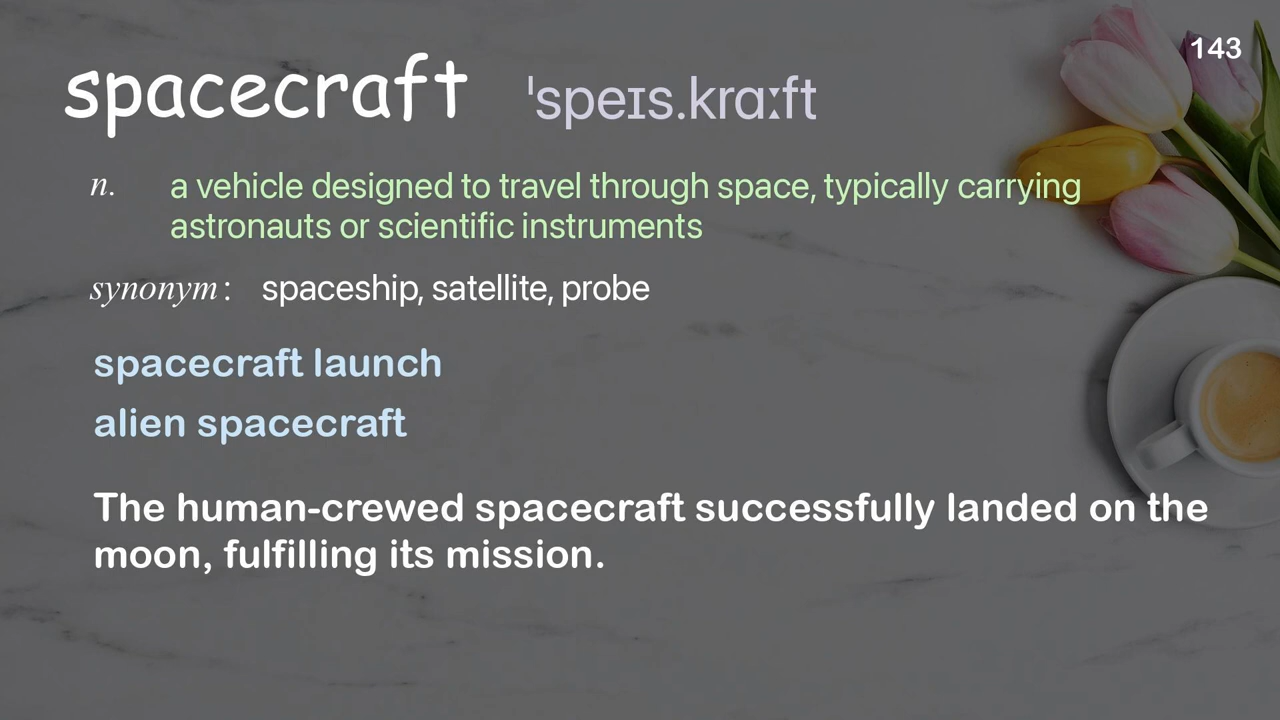 143
spacecraft ˈspeɪs.krɑːft
n. a vehicle designed to travel through space, typically carrying
astronauts or scientific instruments
synonym: spaceship, satellite, probe
spacecraft launch
alien spacecraft
The human-crewed spacecraft successfully landed on the
moon, fulfilling its mission.